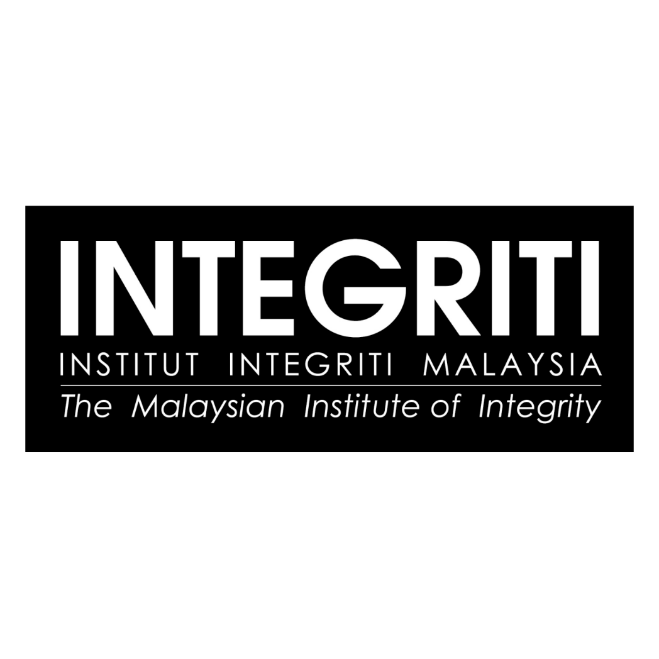 INTEGRITI
INSTITUT INTEGRITI MALAYSIA
The Malaysian Institute of Integrity